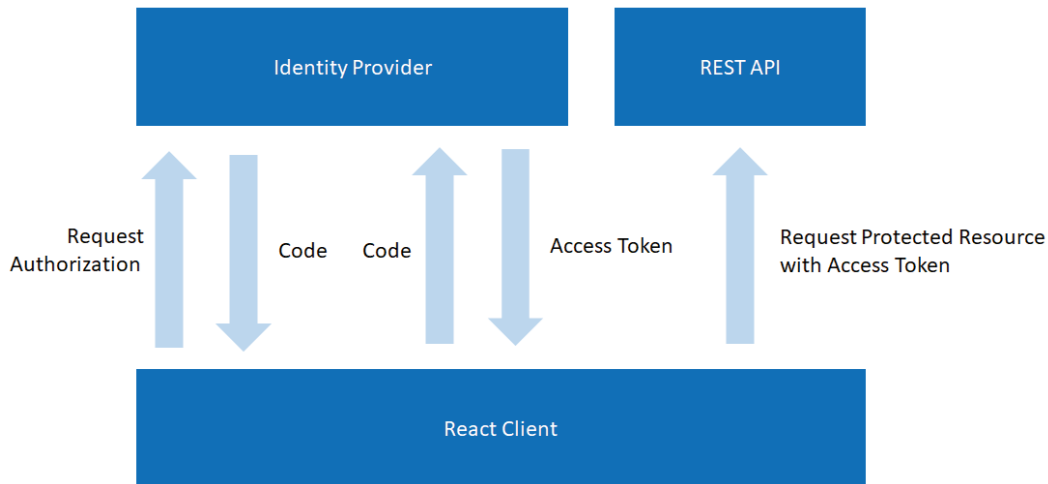 Identity Provider
REST API
Request
Authorization
Code
Code
Access Token
Request Protected Resource
with Access Token
React Client